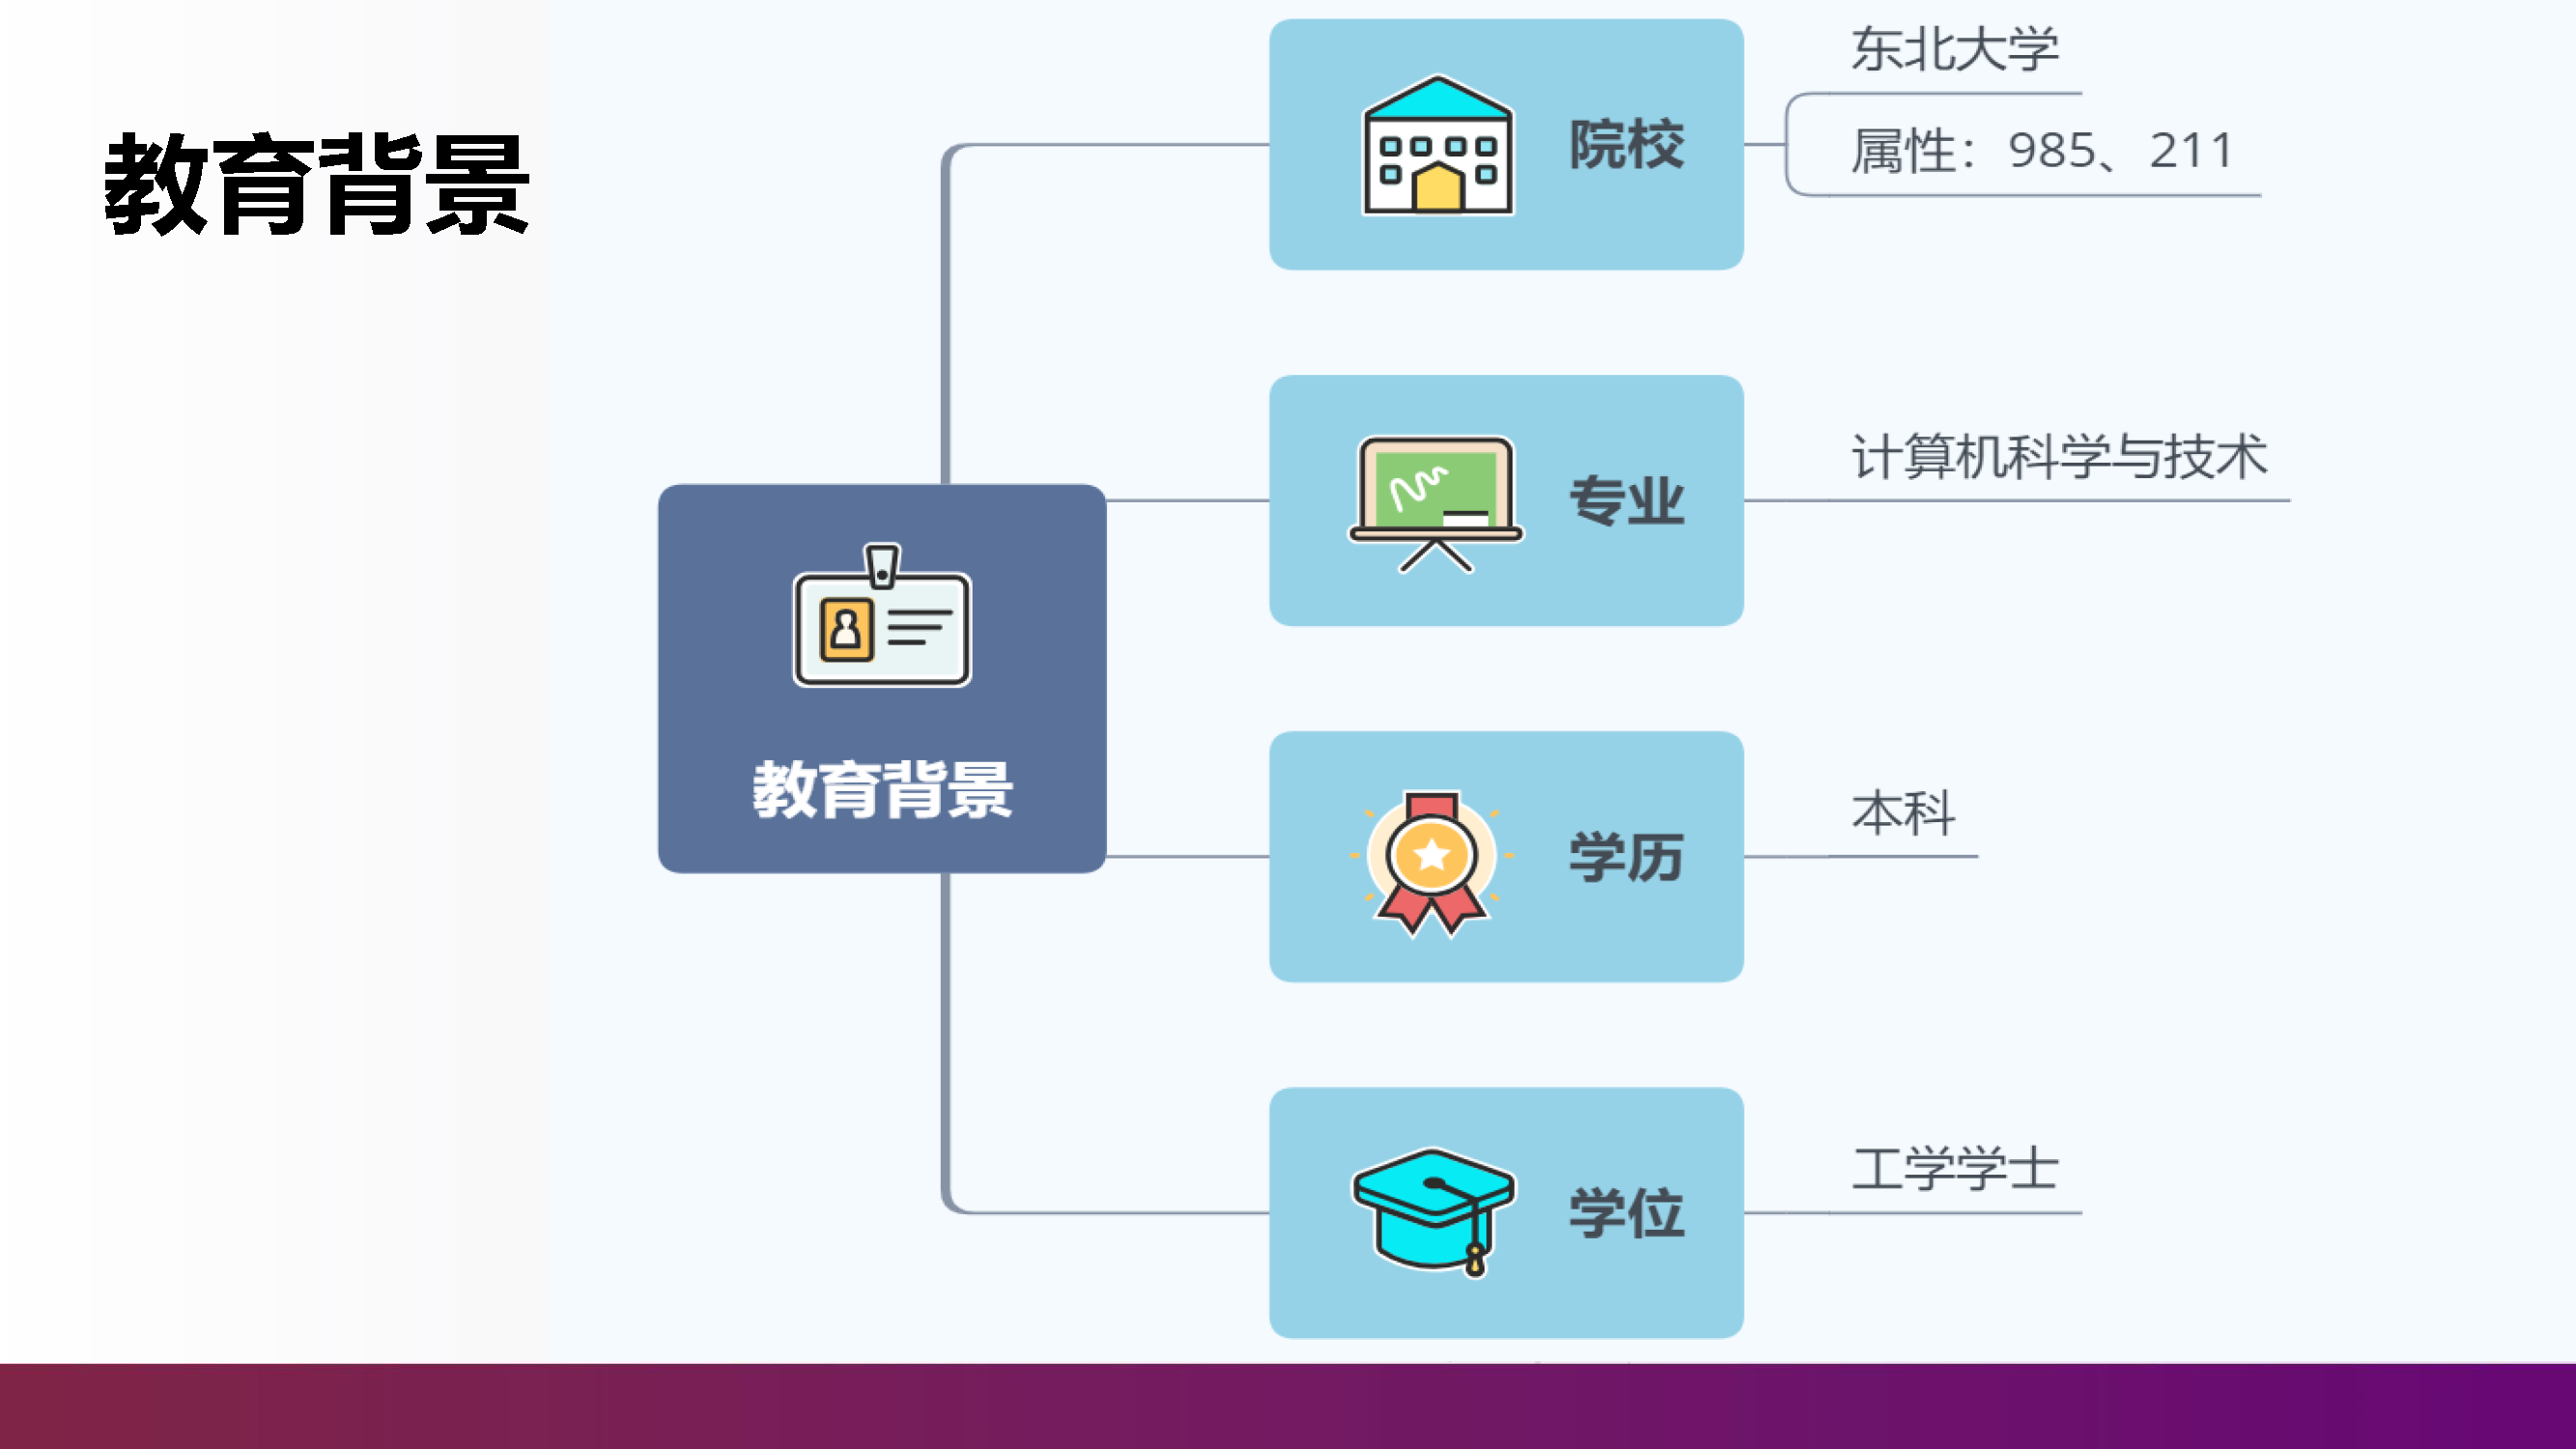 教育背景
教育背景
院校
东北大学
属性：985、211
专业
计算机科学与技术
学历
本科
学位
工学学士